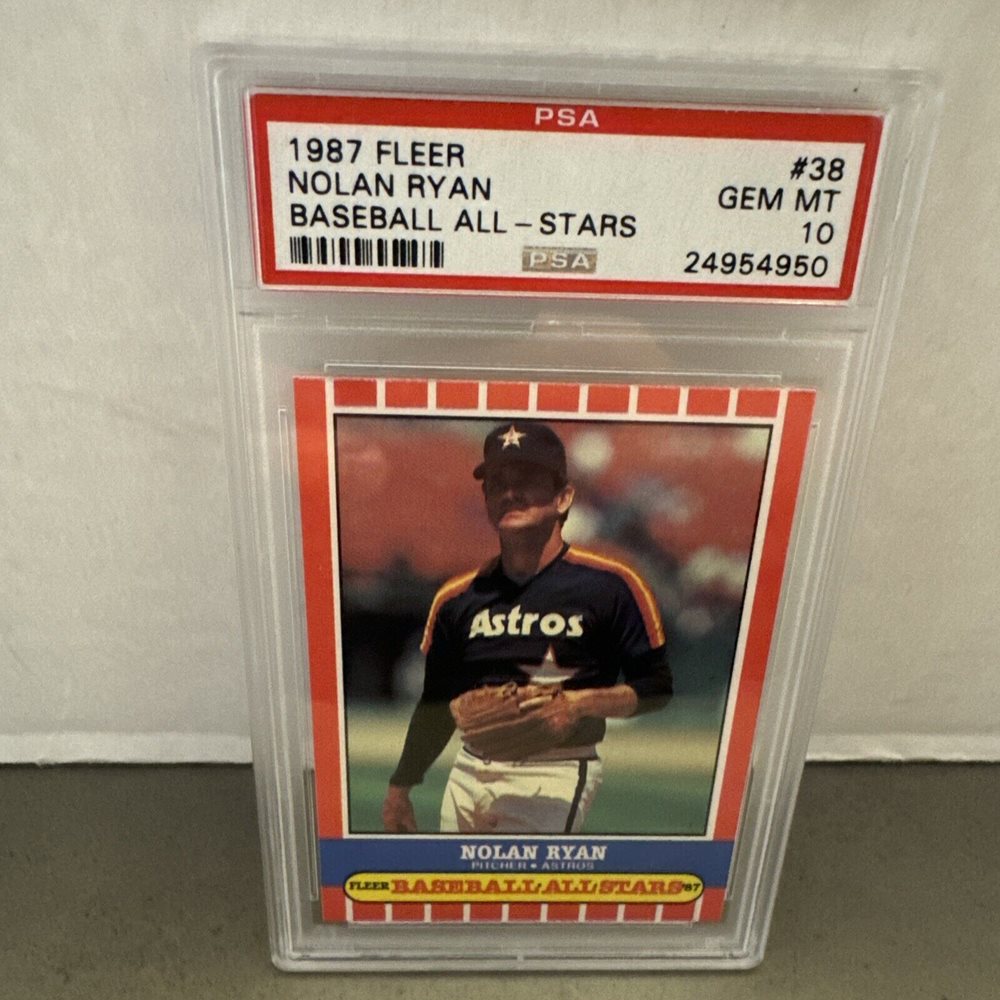 PSA
1987 FLEER #38
NOLAN RYAN GEM MT
BASEBALL ALL-STARS 10
PSA 24954950
Astros
NOLAN RYAN
PITCHER • ASTROS
FLEER BASEBALL ALL STARS '87